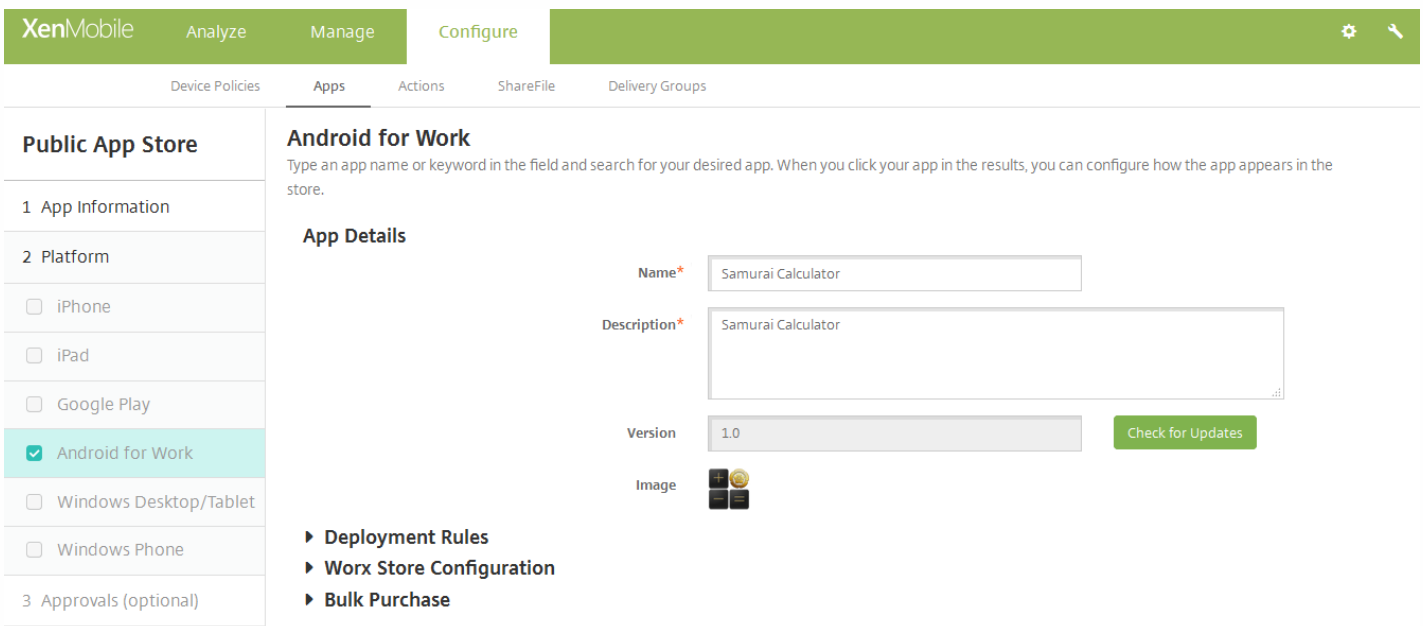 XenMobile Analyze Manage Configure
Device Policies Apps Actions ShareFile Delivery Groups
Public App Store
1 App Information
2 Platform
iPhone
iPad
Google Play
Android for Work
Windows Desktop/Tablet
Windows Phone
3 Approvals (optional)
Android for Work
Type an app name or keyword in the field and search for your desired app. When you click your app in the results, you can configure how the app appears in the
store.
App Details
Name* Samurai Calculator
Description* Samurai Calculator
Version 1.0 Check for Updates
Image
Deployment Rules
Worx Store Configuration
Bulk Purchase